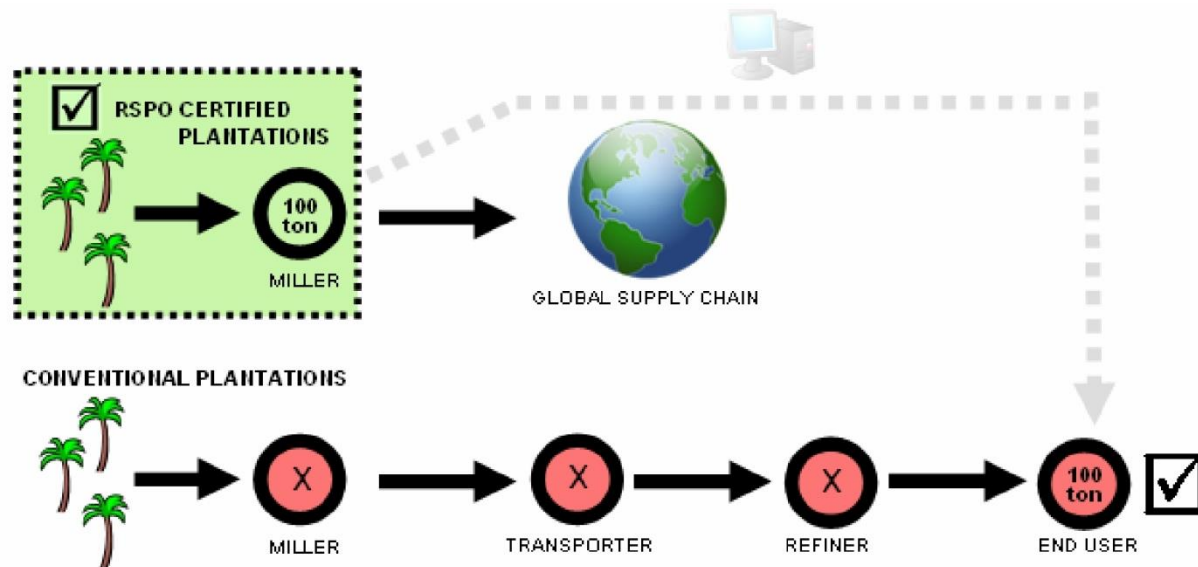 RSPO CERTIFIED
PLANTATIONS
100
ton
MILLER
GLOBAL SUPPLY CHAIN
CONVENTIONAL PLANTATIONS
X
X
X
100
ton
MILLER
TRANSPORTER
REFINER
END USER